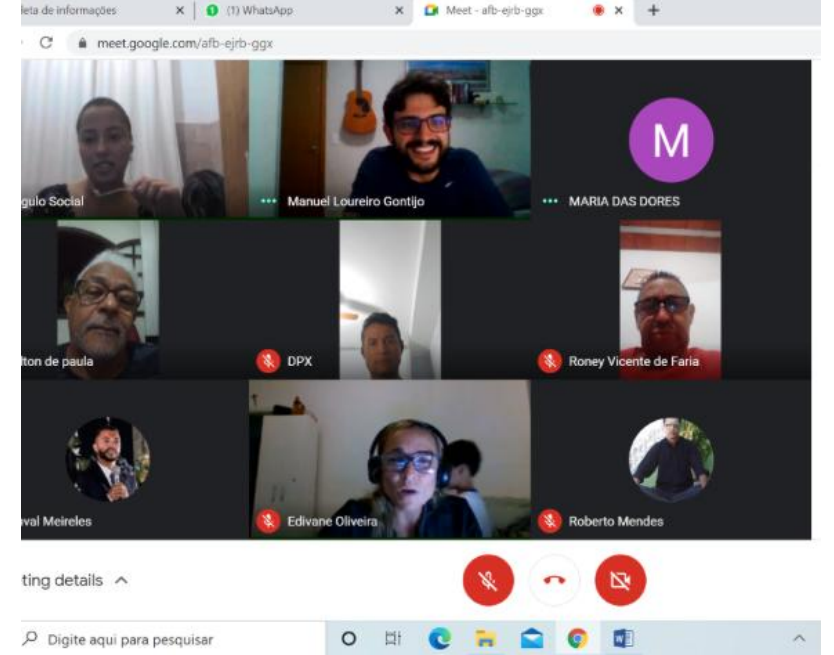 leta de informações
(1) WhatsApp
Meet - afb-ejrb-ggx
meet.google.com/afb-ejrb-ggx
M
gulo Social
Manuel Loureiro Gontijo
MARIA DAS DORES
lton de paula
DPX
Roney Vicente de Faria
val Meireles
Edivane Oliveira
Roberto Mendes
ting details
Digite aqui para pesquisar